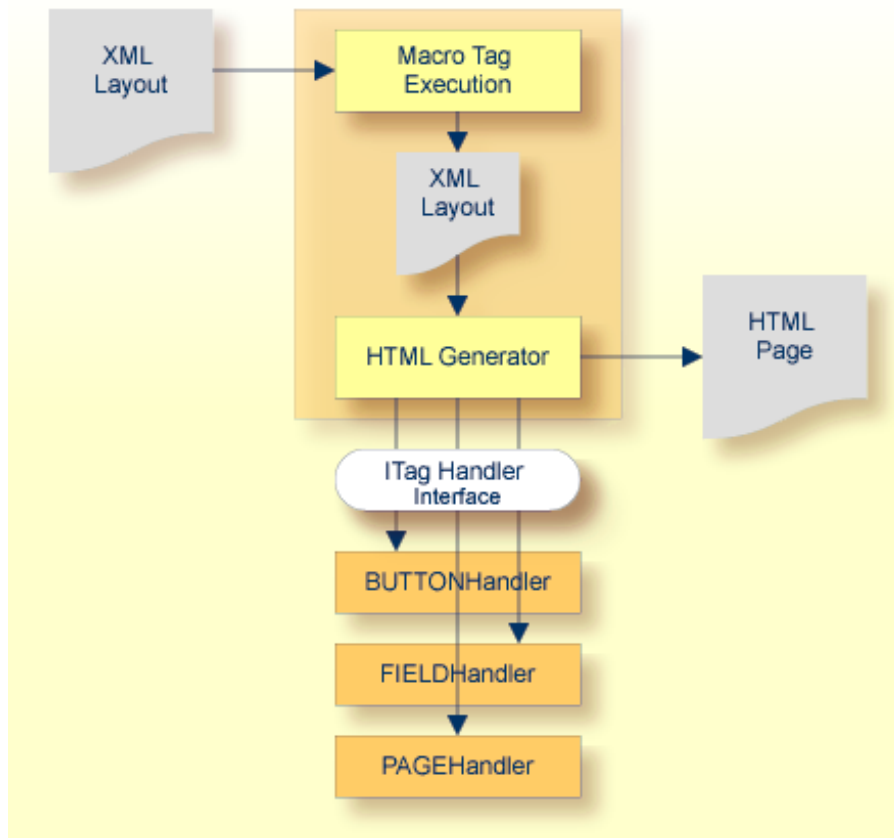 XML
Layout
Macro Tag
Execution
XML
Layout
HTML Generator
HTML
Page
ITag Handler
Interface
BUTTONHandler
FIELDHandler
PAGEHandler